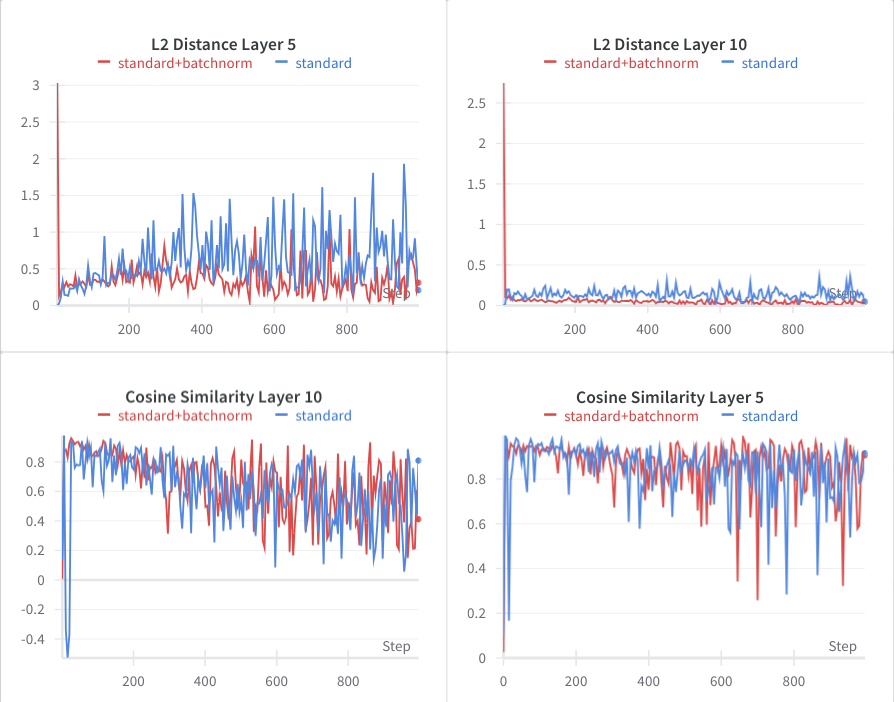 L2 Distance Layer 5
standard+batchnorm standard
3
2.5
2
1.5
1
0.5
0
Step
200 400 600 800
L2 Distance Layer 10
standard+batchnorm standard
2.5
2
1.5
1
0.5
0
Step
200 400 600 800
Cosine Similarity Layer 10
standard+batchnorm standard
0.8
0.6
0.4
0.2
0
-0.2
-0.4
Step
200 400 600 800
Cosine Similarity Layer 5
standard+batchnorm standard
0.8
0.6
0.4
0.2
0
Step
0 200 400 600 800